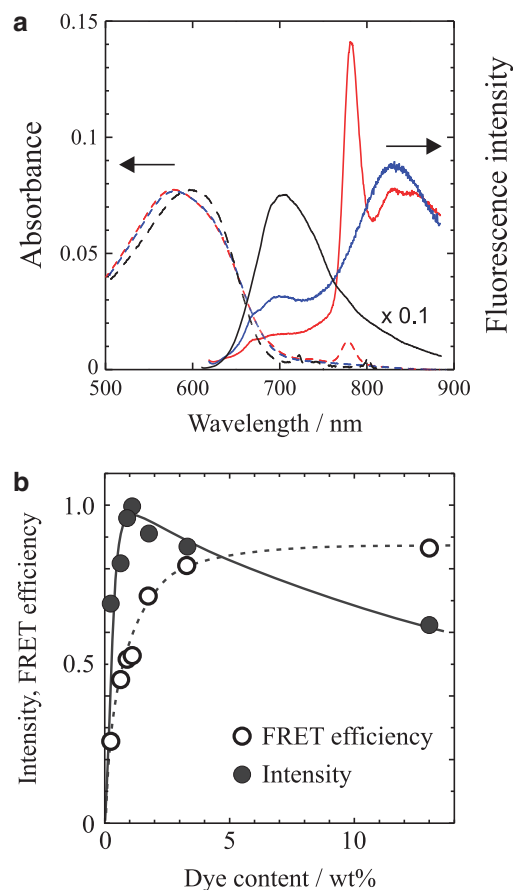 a
0.15
0.1
0.05
0
Absorbance
Fluorescence intensity
x 0.1
500 600 700 800 900
Wavelength / nm
b
1.0
0.5
0
Intensity, FRET efficiency
FRET efficiency
Intensity
0 5 10
Dye content / wt%